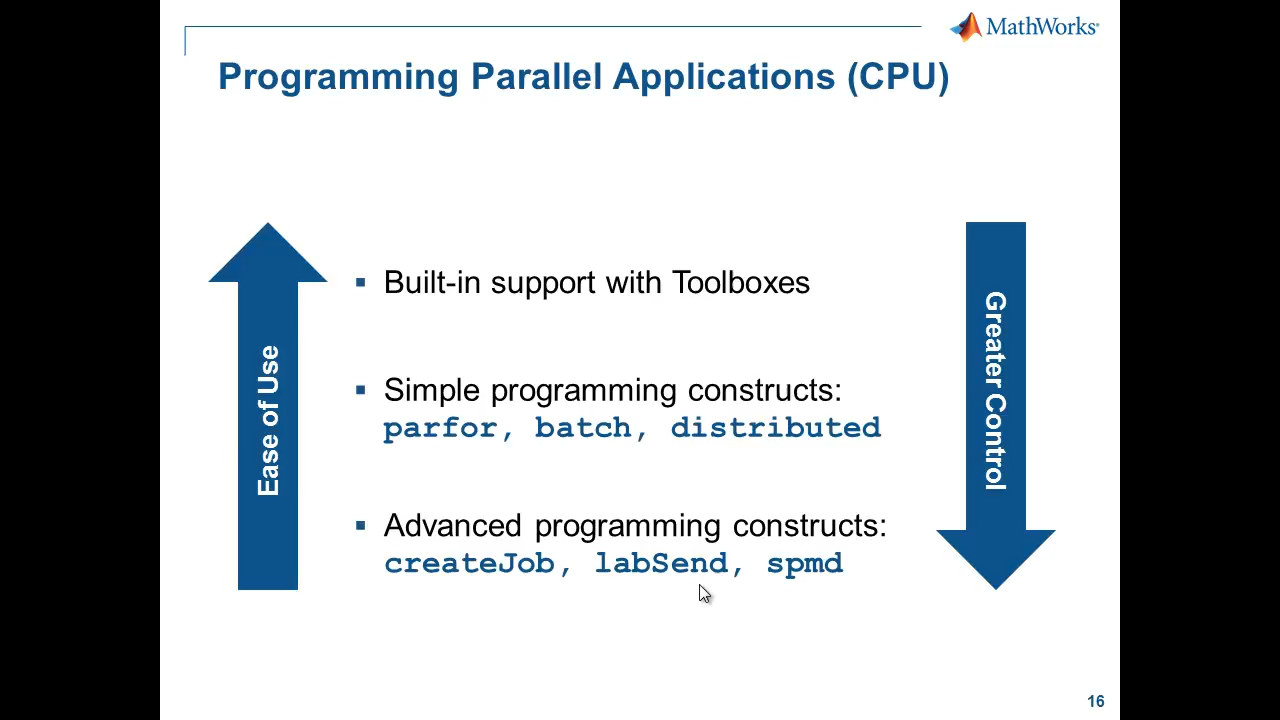 MathWorks®
Programming Parallel Applications (CPU)
Ease of Use
▪ Built-in support with Toolboxes
▪ Simple programming constructs:
parfor, batch, distributed
▪ Advanced programming constructs:
createJob, labSend, spmd
Greater Control
16